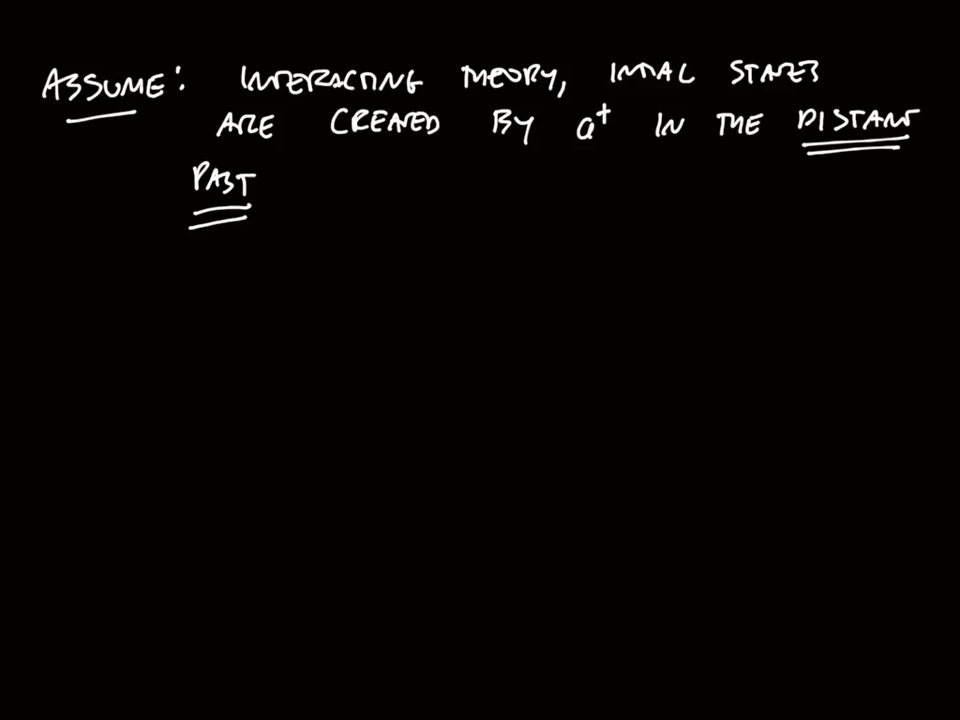 ASSUME: INTERACTING THEORY, INITIAL STATES
ARE CREATED BY a† IN THE DISTANT
PAST